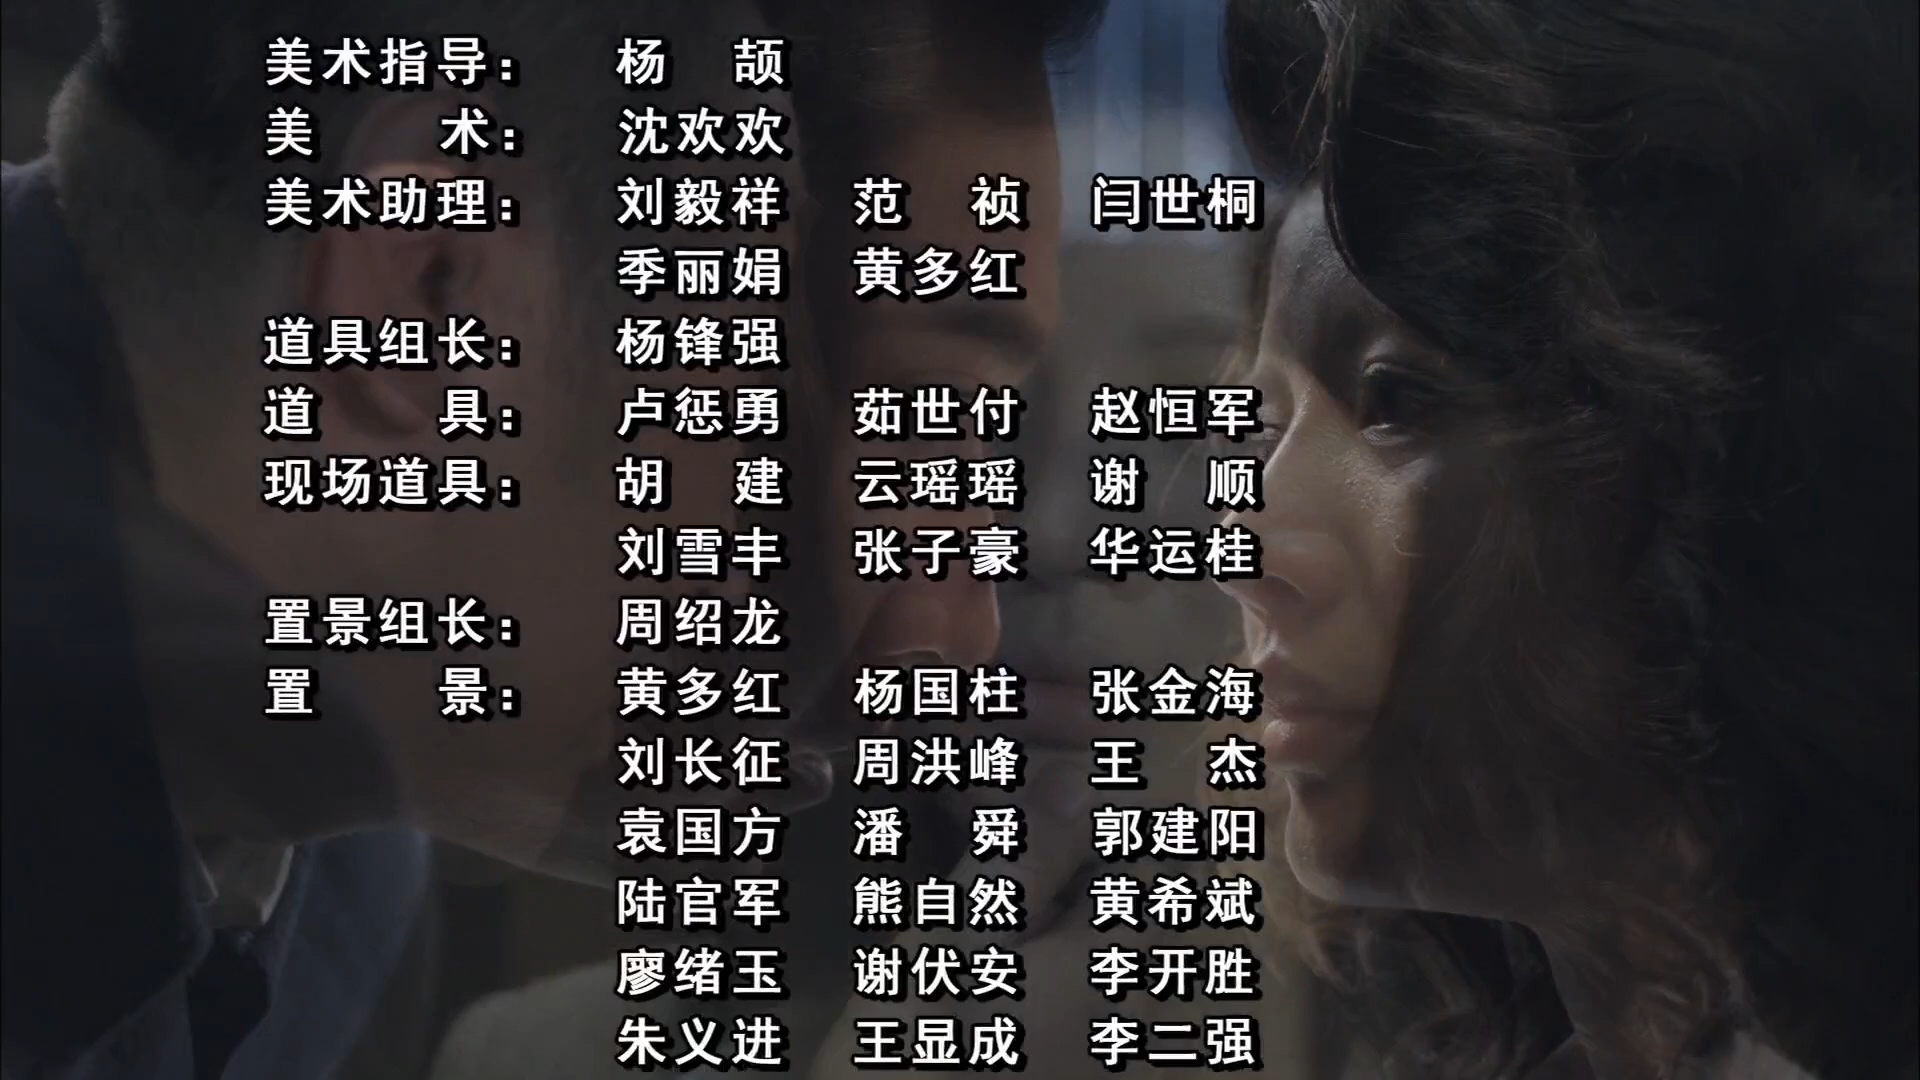 美术指导： 杨颉
美术： 沈欢欢
美术助理： 刘毅祥 范祯 闫世桐
季丽娟 黄多红
道具组长： 杨锋强
道具： 卢惩勇 茹世付 赵恒军
现场道具： 胡建 云瑶瑶 谢顺
刘雪丰 张子豪 华运桂
置景组长： 周绍龙
置景： 黄多红 杨国柱 张金海
刘长征 周洪峰 王杰
袁国方 潘舜 郭建阳
陆官军 熊自然 黄希斌
廖绪玉 谢伏安 李开胜
朱义进 王显成 李二强